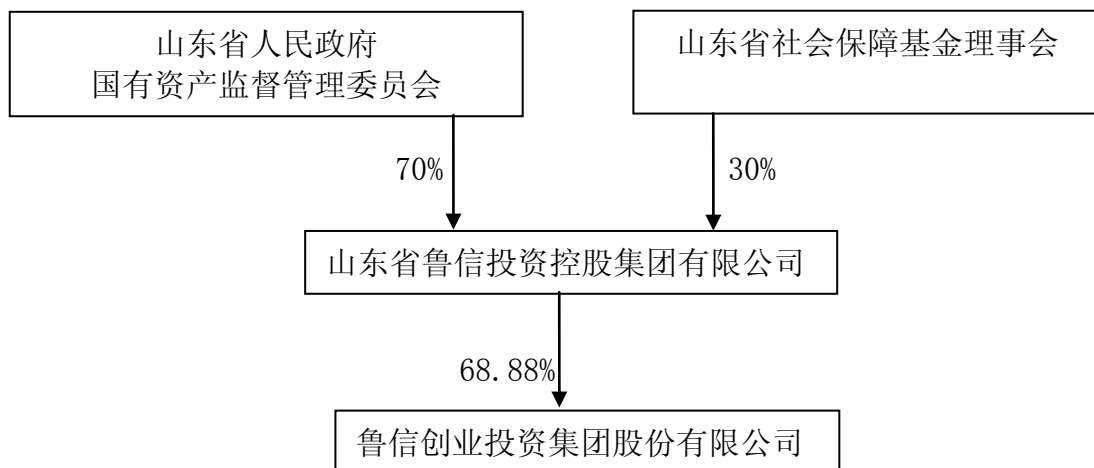 山东省人民政府
国有资产监督管理委员会
山东省社会保障基金理事会
70%
30%
山东省鲁信投资控股集团有限公司
68.88%
鲁信创业投资集团股份有限公司